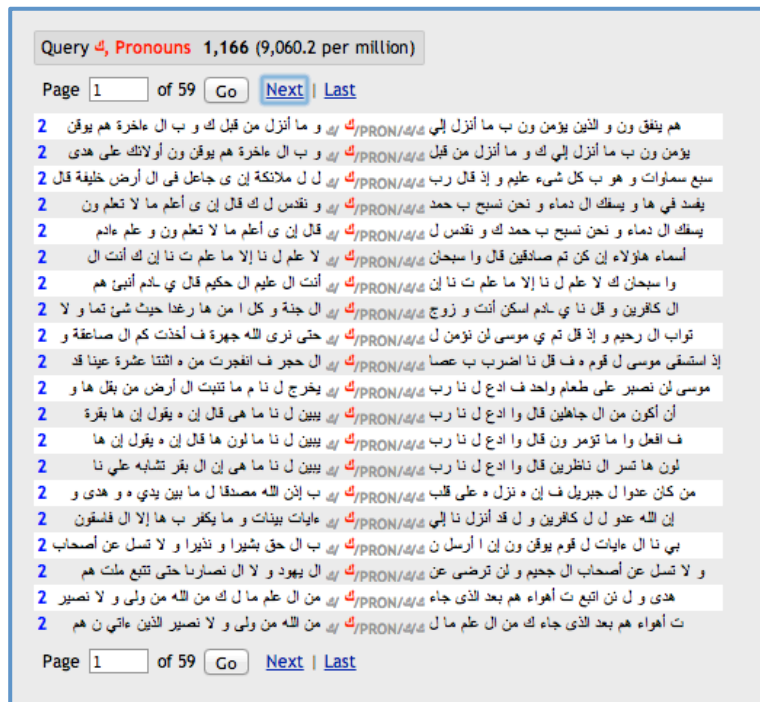 Query ك, Pronouns 1,166 (9,060.2 per million)
Page 1 of 59 Go Next | Last
هم ينفق ون و الذين يؤمن ون ب ما أنزل إلي ك/PRON/ك/ك ك و ما أنزل من قبل ك و ب ال ءاخرة هم يوقن 2
يؤمن ون ب ما أنزل إلي ك و ما أنزل من قبل ك/PRON/ك/ك ك و ب ال ءاخرة هم يوقن ون أولائك على هدى 2
سبع سماوات و هو ب كل شىء عليم و إذ قال رب ك/PRON/ك/ك ك ل ل ملائكة إن ى جاعل فى ال أرض خليفة قال 2
يفسد في ها و يسفك ال دماء و نحن نسبح ب حمد ك/PRON/ك/ك ك و نقدس ل ك قال إن ى أعلم ما لا تعلم ون 2
يسفك ال دماء و نحن نسبح ب حمد ك و نقدس ل ك/PRON/ك/ك ك قال إن ى أعلم ما لا تعلم ون و علم ءادم 2
أسماء هاؤلاء إن كن تم صادقين قال وا سبحان ك/PRON/ك/ك ك لا علم ل نا إلا ما علم ت نا إن ك أنت ال 2
وا سبحان ك لا علم ل نا إلا ما علم ت نا إن ك/PRON/ك/ك ك أنت ال عليم ال حكيم قال ي ـادم أنبئ هم 2
ال كافرين و قل نا ي ـادم اسكن أنت و زوج ك/PRON/ك/ك ك ال جنة و كل ا من ها رغدا حيث شئ تما و لا 2
تواب ال رحيم و إذ قل تم ي موسى لن نؤمن ل ك/PRON/ك/ك ك حتى نرى الله جهرة ف أخذت كم ال صاعقة و 2
إذ استسقى موسى ل قوم ه ف قل نا اضرب ب عصا ك/PRON/ك/ك ك ال حجر ف انفجرت من ه اثنتا عشرة عينا قد 2
موسى لن نصبر على طعام واحد ف ادع ل نا رب ك/PRON/ك/ك ك يخرج ل نا م ما تنبت ال أرض من بقل ها و 2
أن أكون من ال جاهلين قال وا ادع ل نا رب ك/PRON/ك/ك ك يبين ل نا ما هى قال إن ه يقول إن ها بقرة 2
ف افعل وا ما تؤمر ون قال وا ادع ل نا رب ك/PRON/ك/ك ك يبين ل نا ما لون ها قال إن ه يقول إن ها 2
لون ها تسر ال ناظرين قال وا ادع ل نا رب ك/PRON/ك/ك ك يبين ل نا ما هى إن ال بقر تشابه علي نا 2
من كان عدوا ل جبريل ف إن ه نزل ه على قلب ك/PRON/ك/ك ك ب إذن الله مصدقا ل ما بين يدي ه و هدى و 2
إن الله عدو ل ل كافرين و ل قد أنزل نا إلي ك/PRON/ك/ك ك ءايات بينات و ما يكفر ب ها إلا ال فاسقون 2
بي نا ال ءايات ل قوم يوقن ون إن ا أرسل ن ك/PRON/ك/ك ك ب ال حق بشيرا و نذيرا و لا تسل عن أصحاب 2
و لا تسل عن أصحاب ال جحيم و لن ترضى عن ك/PRON/ك/ك ك ال يهود و لا ال نصارىا حتى تتبع ملت هم 2
هدى و ل ئن اتبع ت أهواء هم بعد الذى جاء ك/PRON/ك/ك ك من ال علم ما ل ك من الله من ولى و لا نصير 2
ت أهواء هم بعد الذى جاء ك من ال علم ما ل ك/PRON/ك/ك ك من الله من ولى و لا نصير الذين ءاتي ن هم 2
Page 1 of 59 Go Next | Last